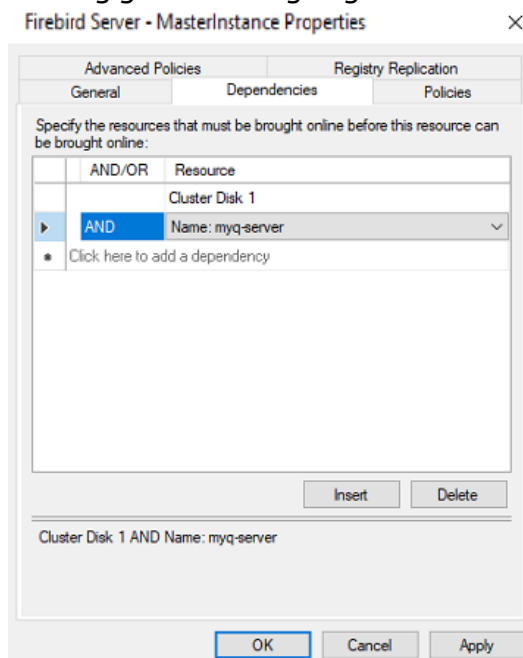 Firebird Server - MasterInstance Properties
Advanced Policies
Registry Replication
General
Dependencies
Policies
Specify the resources that must be brought online before this resource can
be brought online:
AND/OR
Resource
Cluster Disk 1
AND
Name: myq-server
Click here to add a dependency
Insert
Delete
Cluster Disk 1 AND Name: myq-server
OK
Cancel
Apply